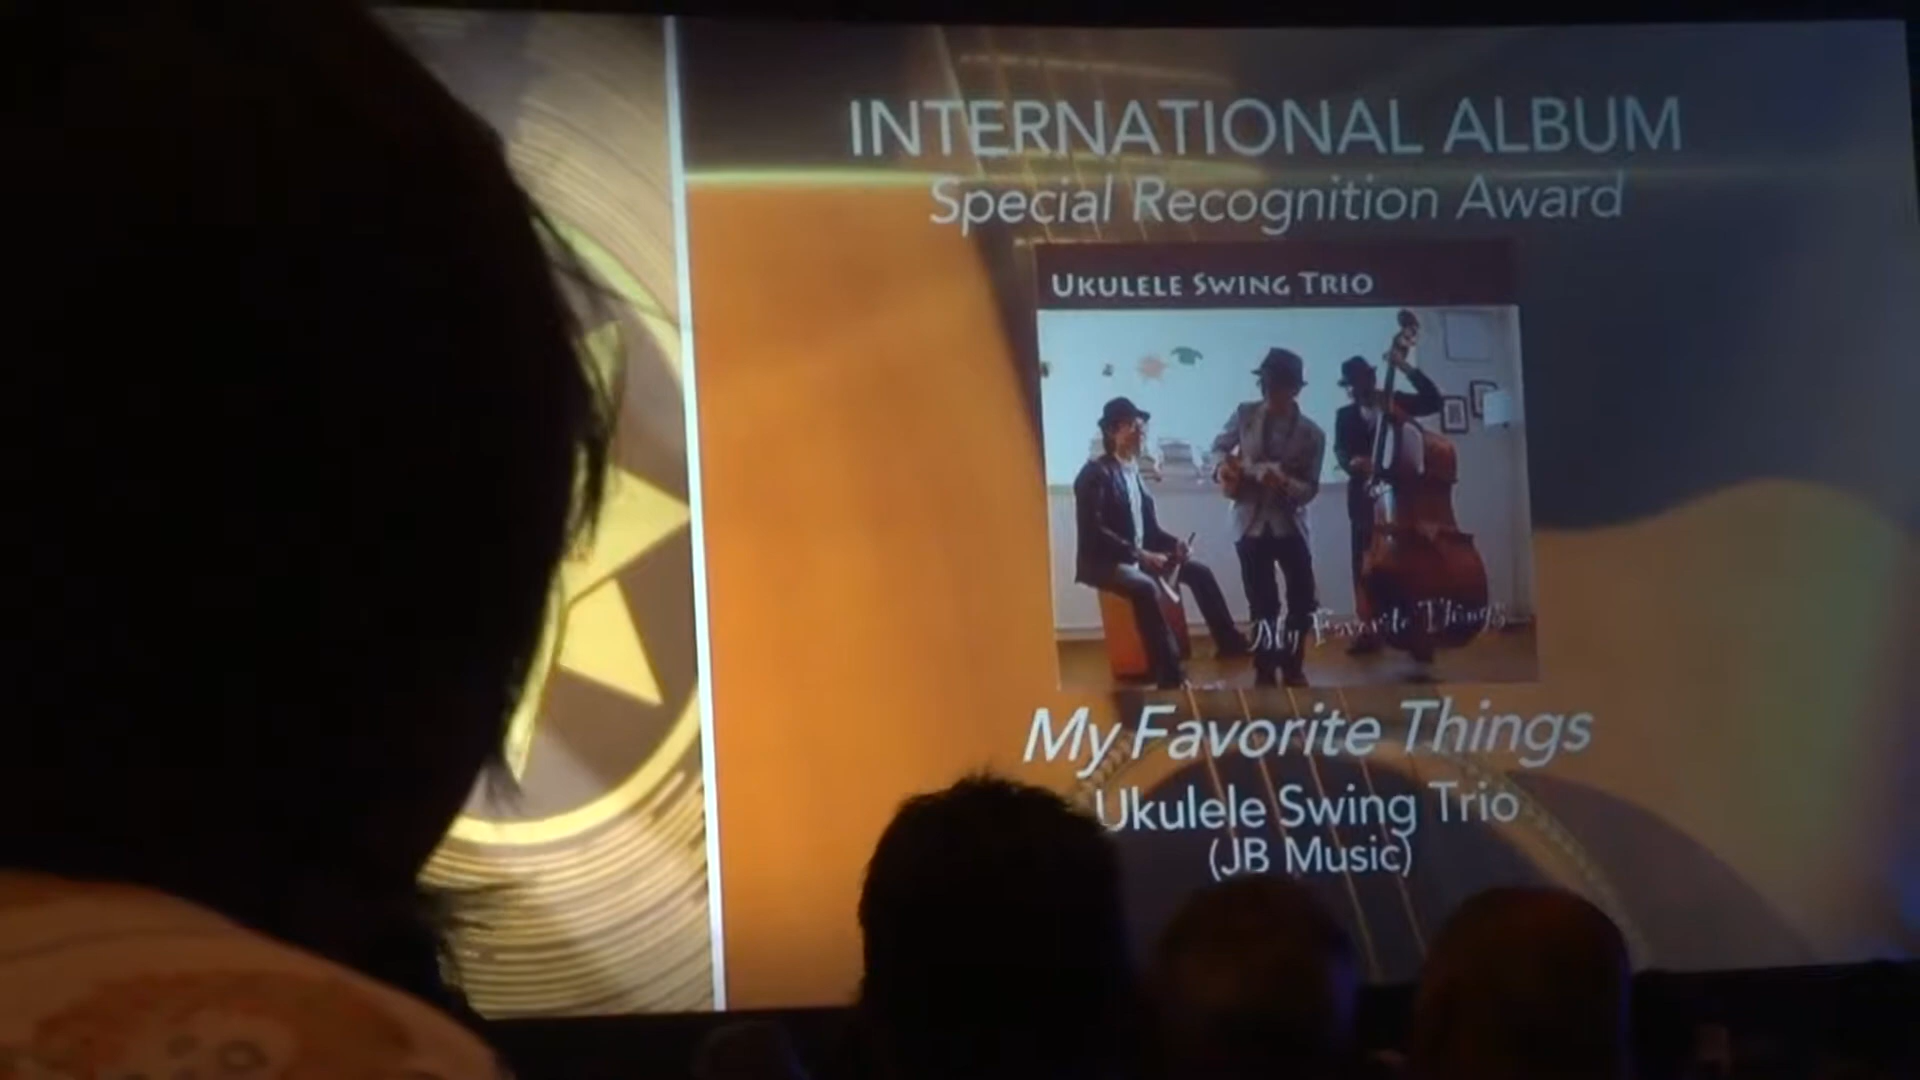 INTERNATIONAL ALBUM
Special Recognition Award
UKULELE SWING TRIO
My Favorite Things
My Favorite Things
Ukulele Swing Trio
(JB Music)